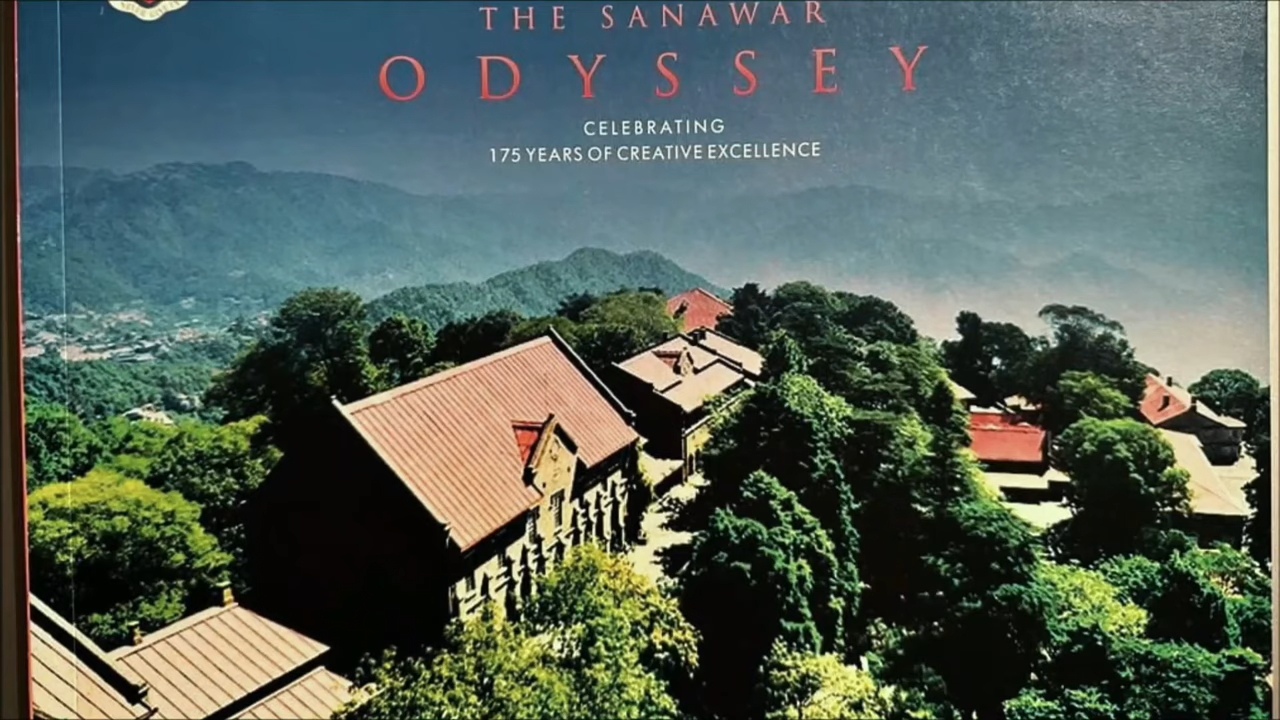 THE SANAWAR
ODYSSEY
CELEBRATING
175 YEARS OF CREATIVE EXCELLENCE